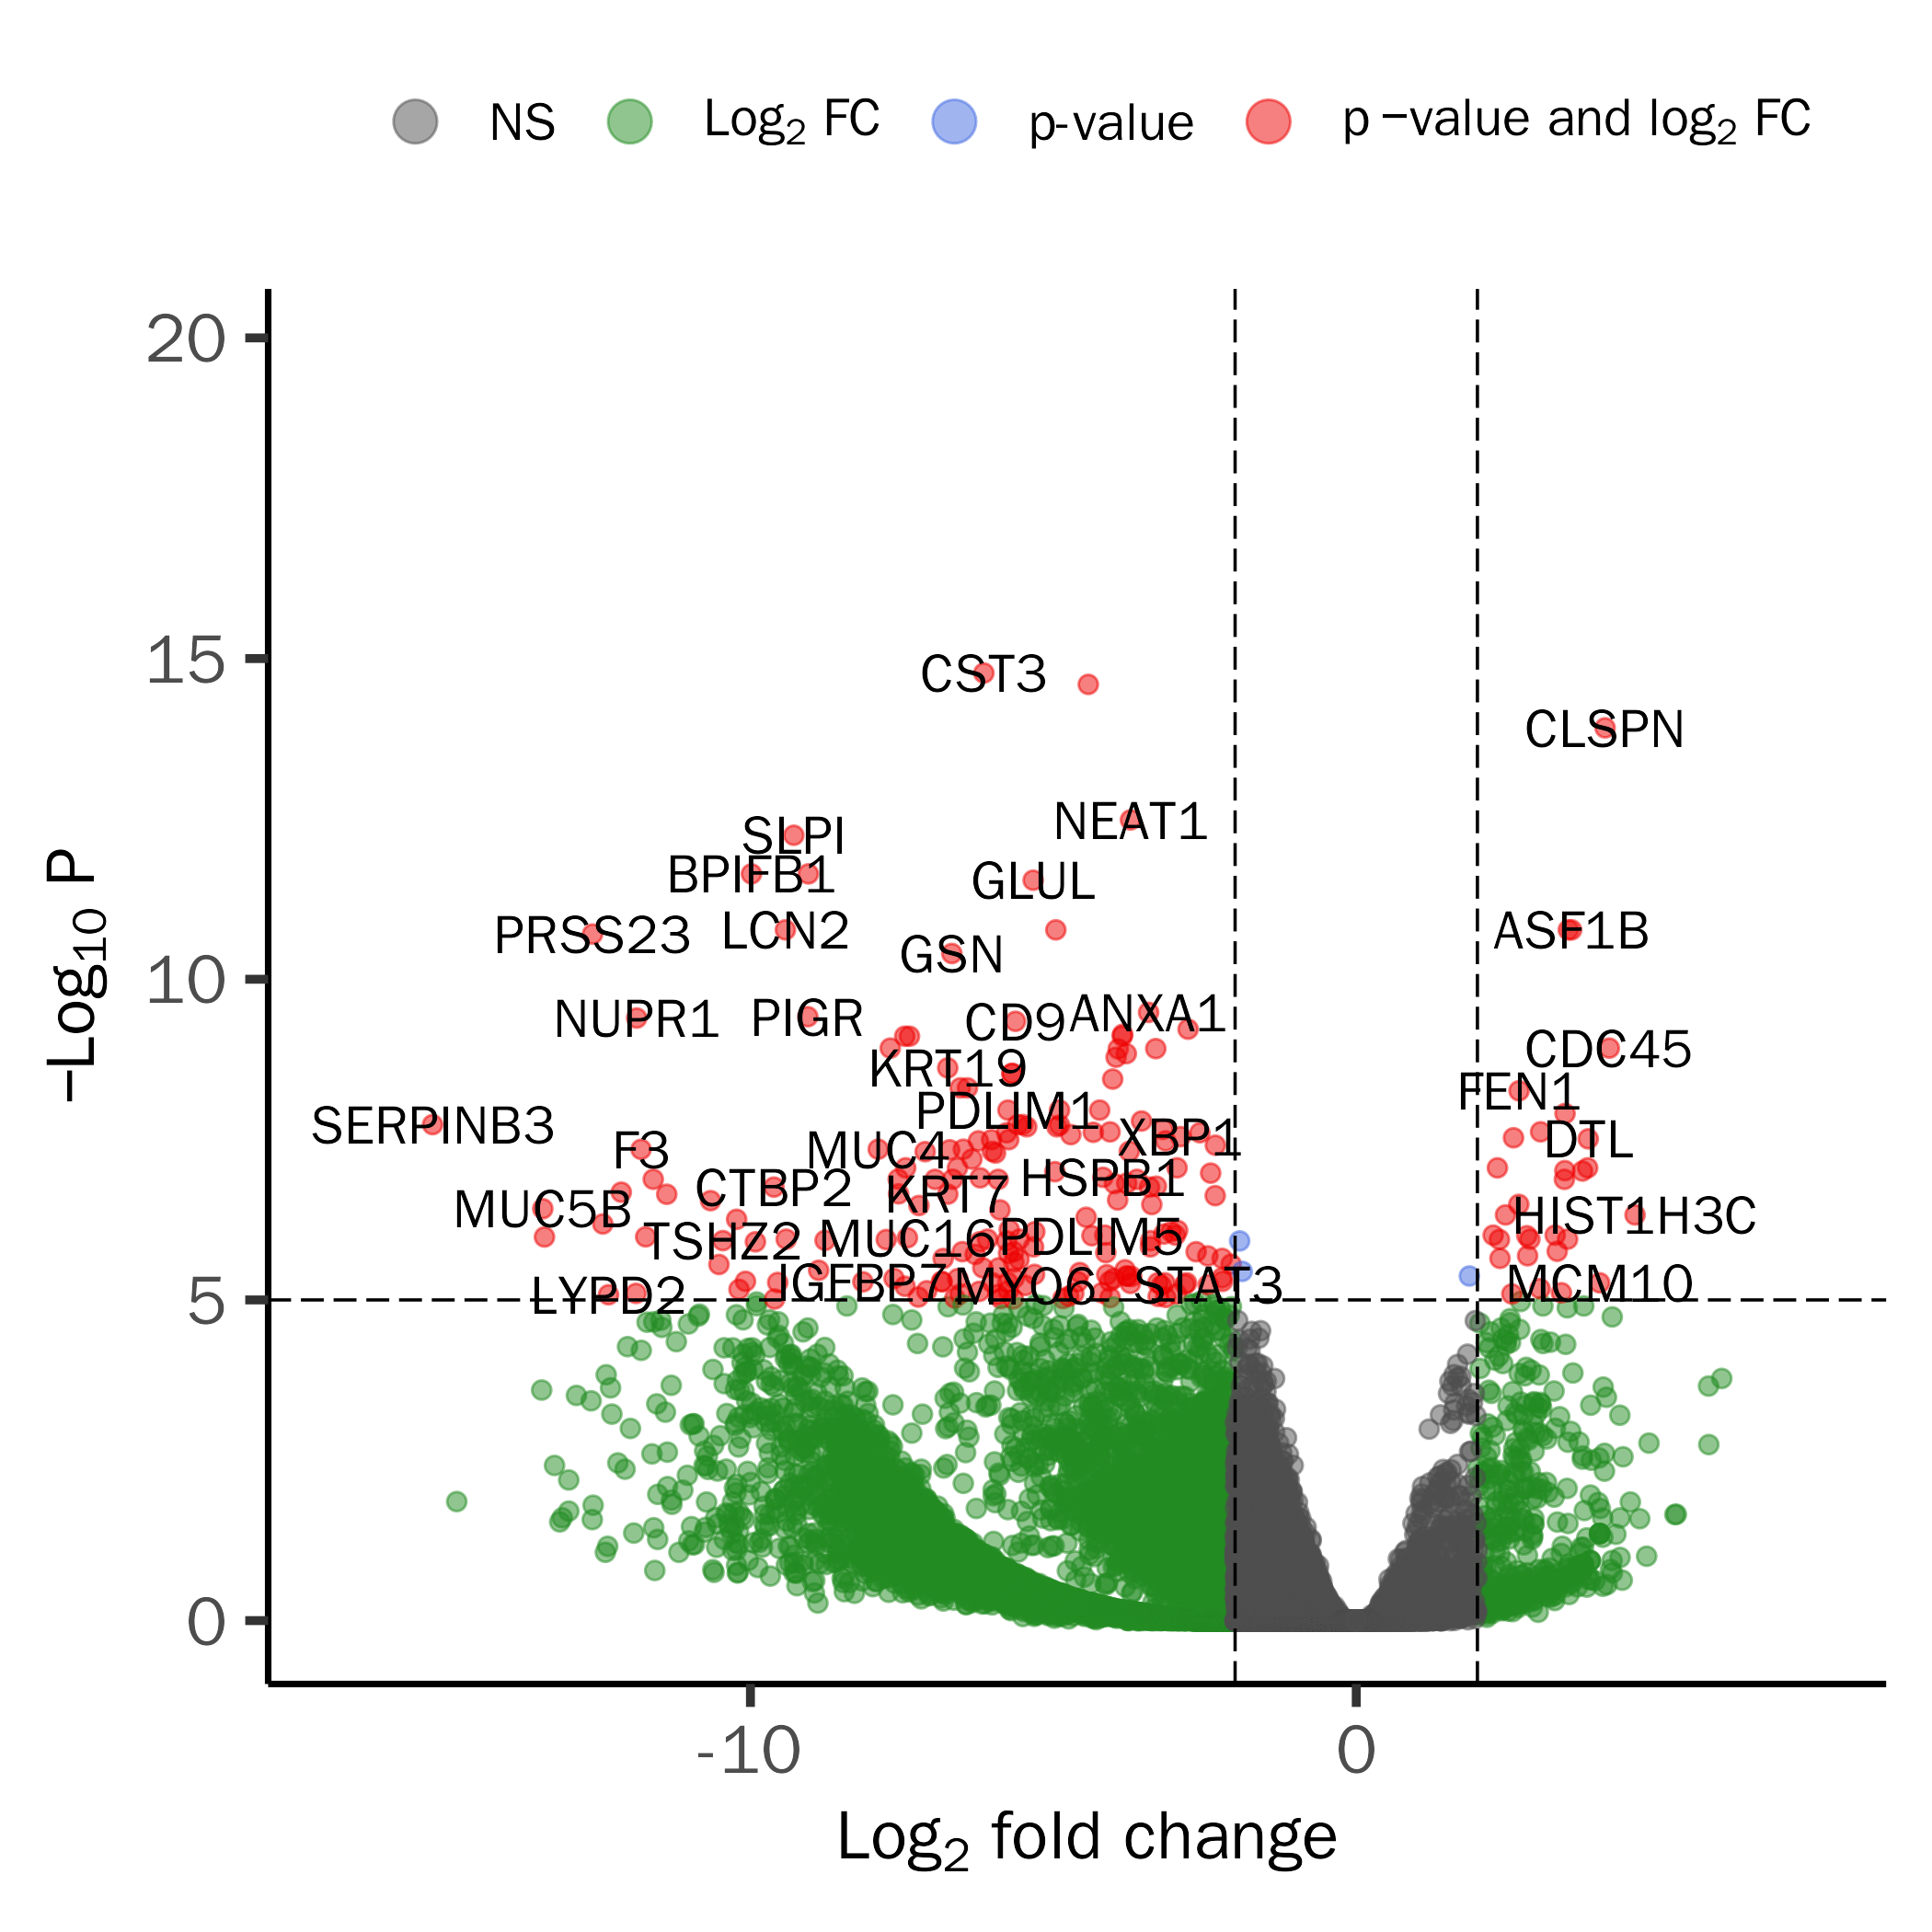 NS Log2 FC p-value p −value and log2 FC
20
15
10
5
0
−Log10 P
CST3
CLSPN
NEAT1
SLPI
BPIFB1
GLUL
PRSS23
LCN2
ASF1B
GSN
NUPR1
PIGR
CD9
ANXA1
CDC45
KRT19
FEN1
PDLIM1
SERPINB3
XBP1
DTL
F3
MUC4
HSPB1
CTBP2
KRT7
MUC5B
HIST1H3C
TSHZ2
MUC16
PDLIM5
IGFBP7
MYO6
STAT3
MCM10
LYPD2
-10
0
Log2 fold change